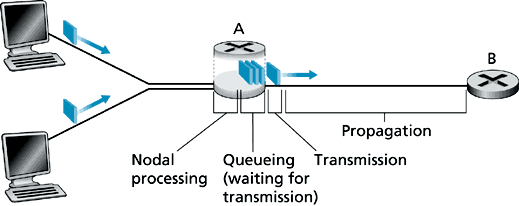 A
B
Propagation
Nodal
processing
Queueing
(waiting for
transmission)
Transmission